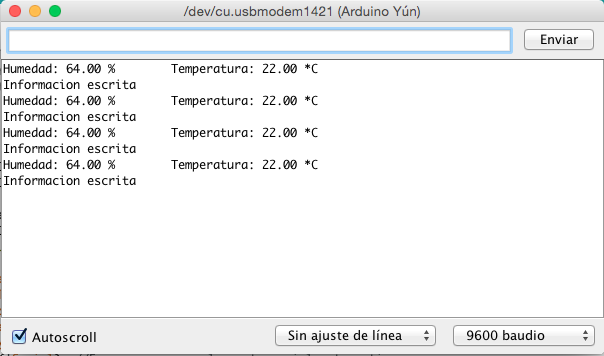 /dev/cu.usbmodem1421 (Arduino Yún)
Enviar
Humedad: 64.00 % Temperatura: 22.00 *C
Informacion escrita
Humedad: 64.00 % Temperatura: 22.00 *C
Informacion escrita
Humedad: 64.00 % Temperatura: 22.00 *C
Informacion escrita
Humedad: 64.00 % Temperatura: 22.00 *C
Informacion escrita
Autoscroll Sin ajuste de línea 9600 baudio